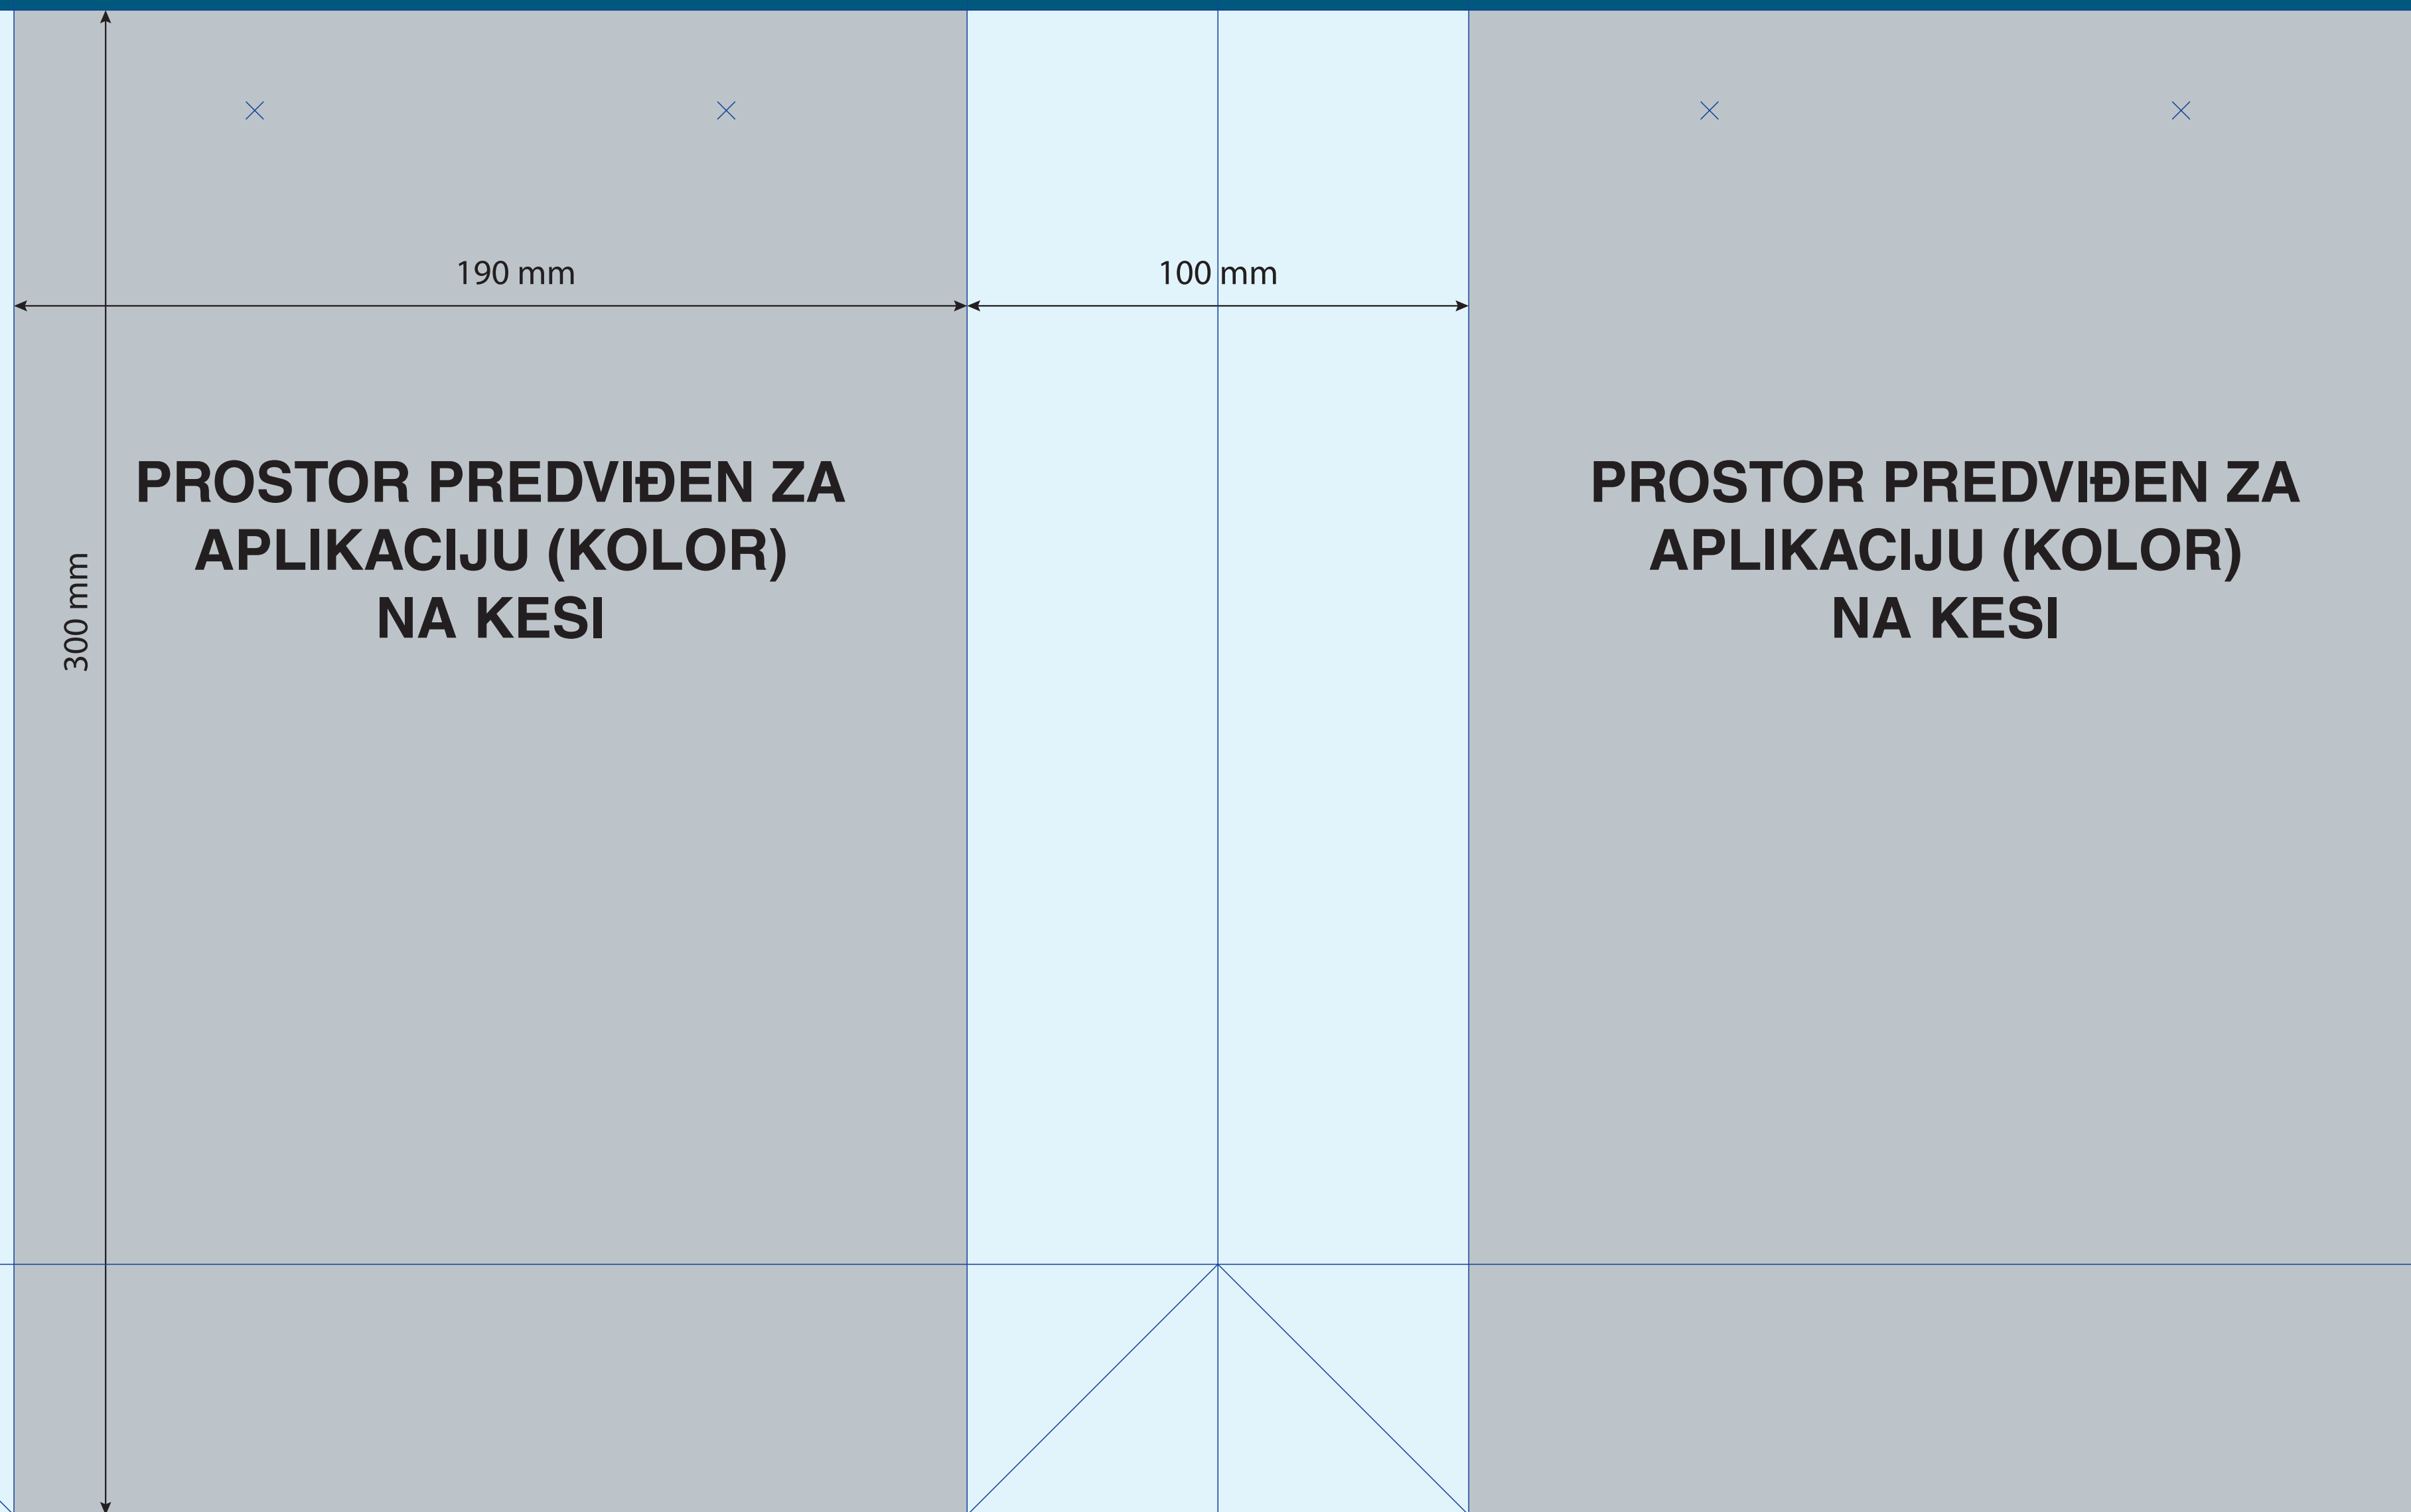 190 mm
100 mm
300 mm
PROSTOR PREDVIĐEN ZA
APLIKACIJU (KOLOR)
NA KESI
PROSTOR PREDVIĐEN ZA
APLIKACIJU (KOLOR)
NA KESI